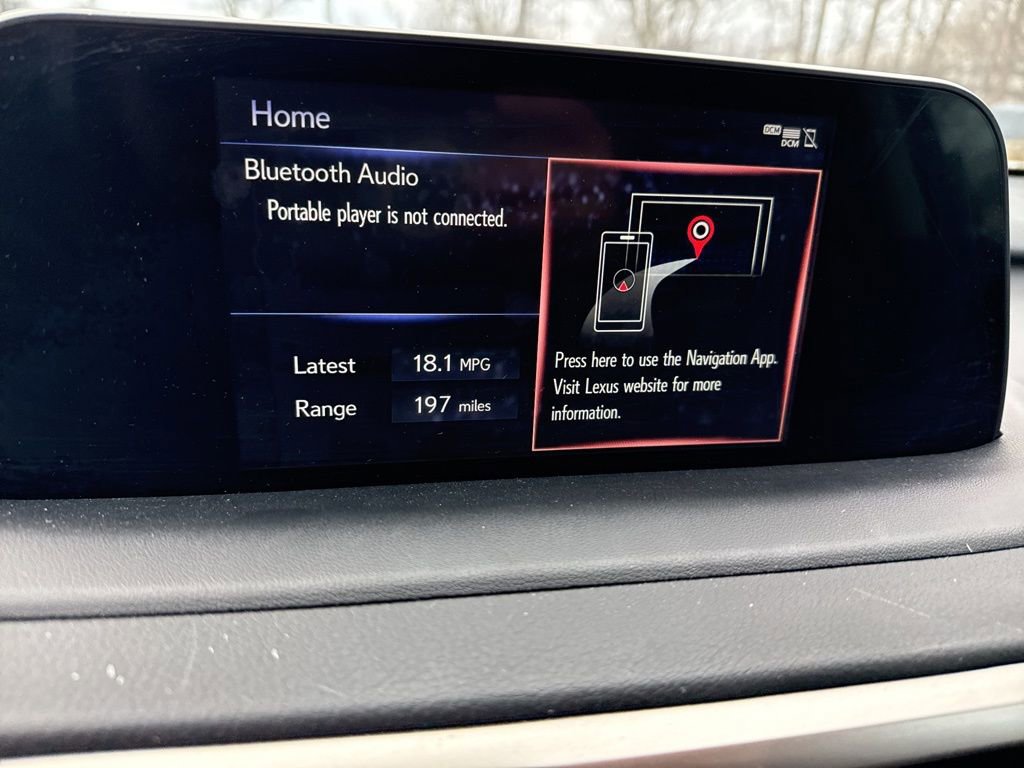 Home
DCM
DCM
Bluetooth Audio
Portable player is not connected.
Latest 18.1 MPG
Range 197 miles
Press here to use the Navigation App.
Visit Lexus website for more
information.